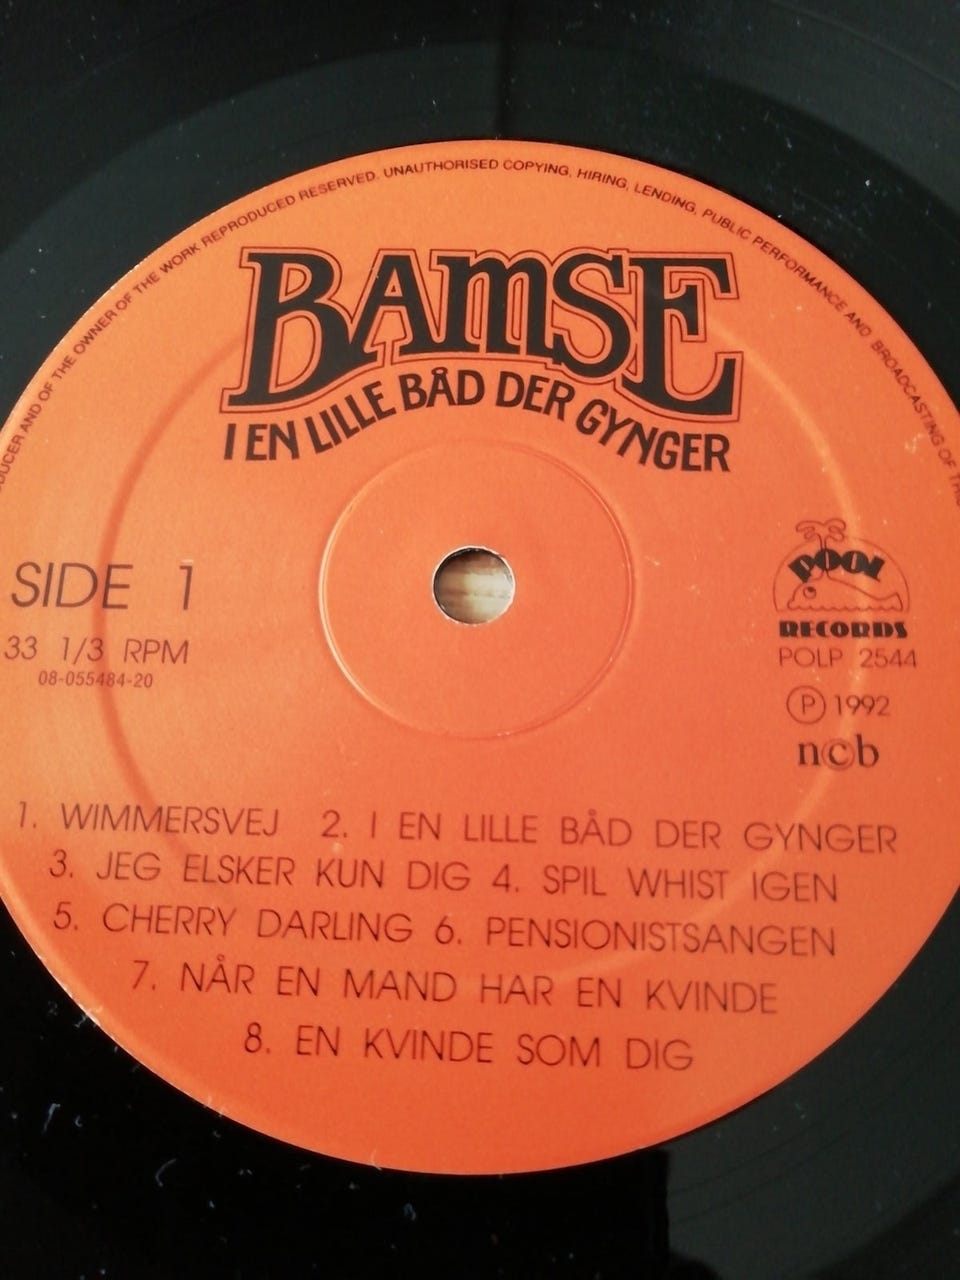 DUCER AND OF THE OWNER OF THE WORK REPRODUCED RESERVED. UNAUTHORISED COPYING, HIRING, LENDING, PUBLIC PERFORMANCE AND BROADCASTING OF
BAMSE
I EN LILLE BÅD DER GYNGER
SIDE 1
33 1/3 RPM
08-055484-20
POOL
RECORDS
POLP 2544
Ⓟ 1992
n©b
1. WIMMERSVEJ 2. I EN LILLE BÅD DER GYNGER
3. JEG ELSKER KUN DIG 4. SPIL WHIST IGEN
5. CHERRY DARLING 6. PENSIONISTSANGEN
7. NÅR EN MAND HAR EN KVINDE
8. EN KVINDE SOM DIG